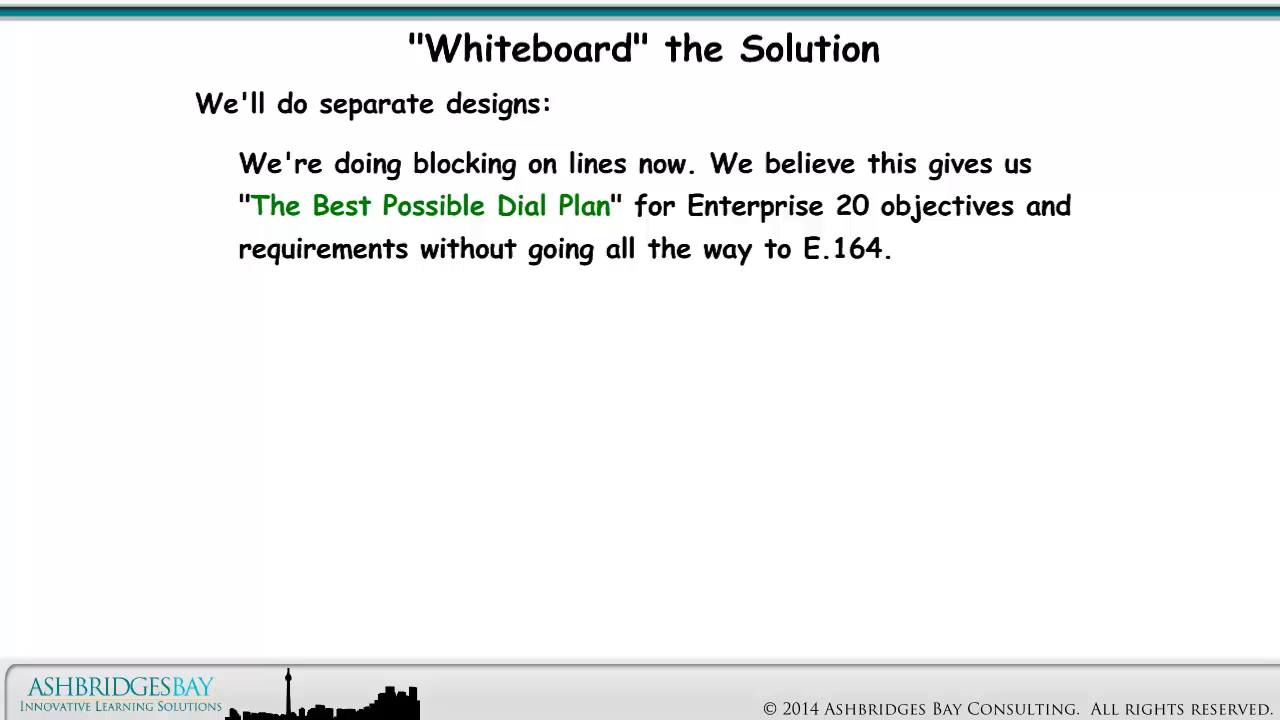 "Whiteboard" the Solution
We'll do separate designs:
We're doing blocking on lines now. We believe this gives us
"The Best Possible Dial Plan" for Enterprise 20 objectives and
requirements without going all the way to E.164.
ASHBRIDGESBAY
INNOVATIVE LEARNING SOLUTIONS
© 2014 ASHBRIDGES BAY CONSULTING. ALL RIGHTS RESERVED.